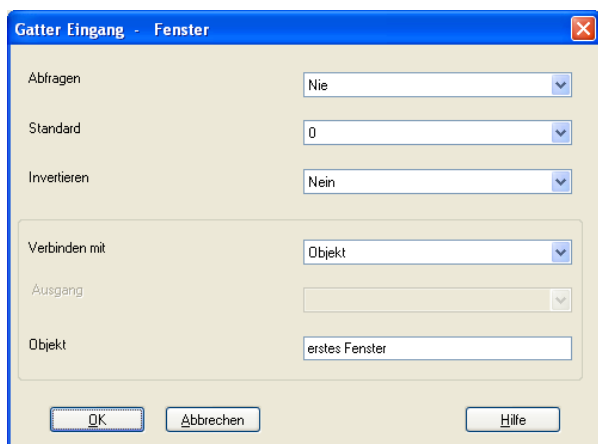 Gatter Eingang - Fenster
Abfragen Nie
Standard 0
Invertieren Nein
Verbinden mit Objekt
Ausgang
Objekt erstes Fenster
OK Abbrechen Hilfe